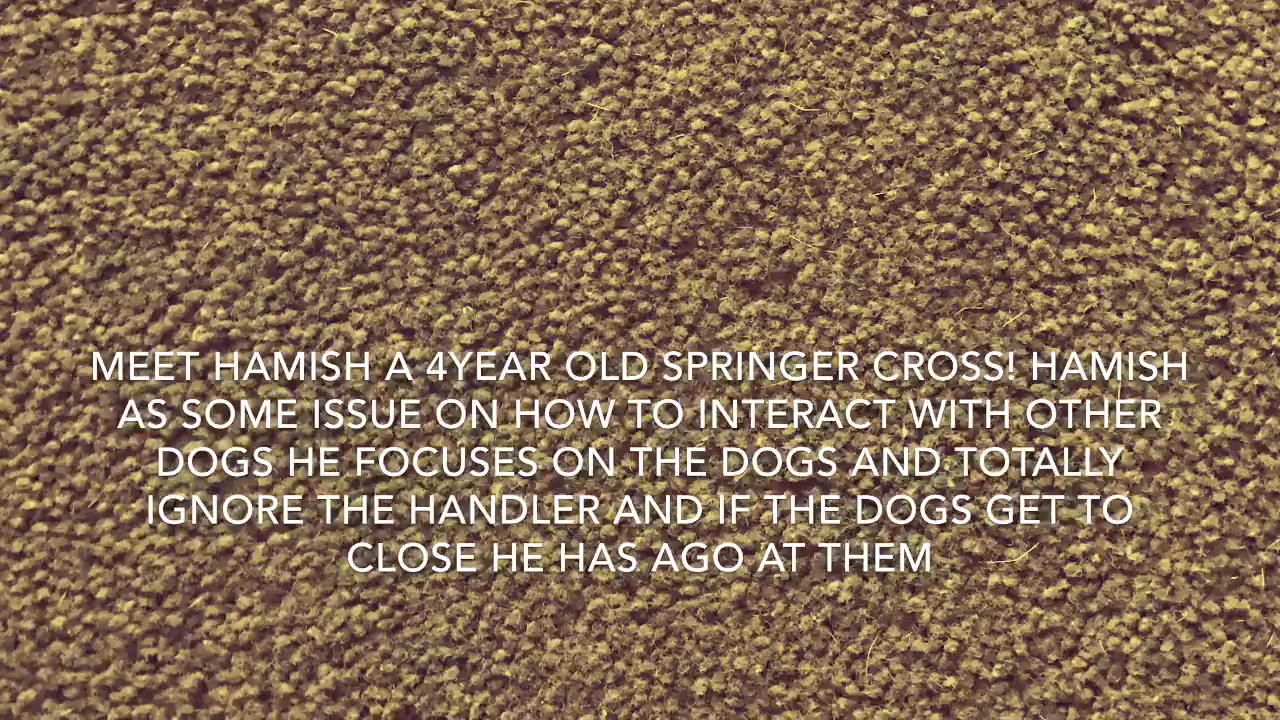 MEET HAMISH A 4YEAR OLD SPRINGER CROSS! HAMISH
AS SOME ISSUE ON HOW TO INTERACT WITH OTHER
DOGS HE FOCUSES ON THE DOGS AND TOTALLY
IGNORE THE HANDLER AND IF THE DOGS GET TO
CLOSE HE HAS AGO AT THEM